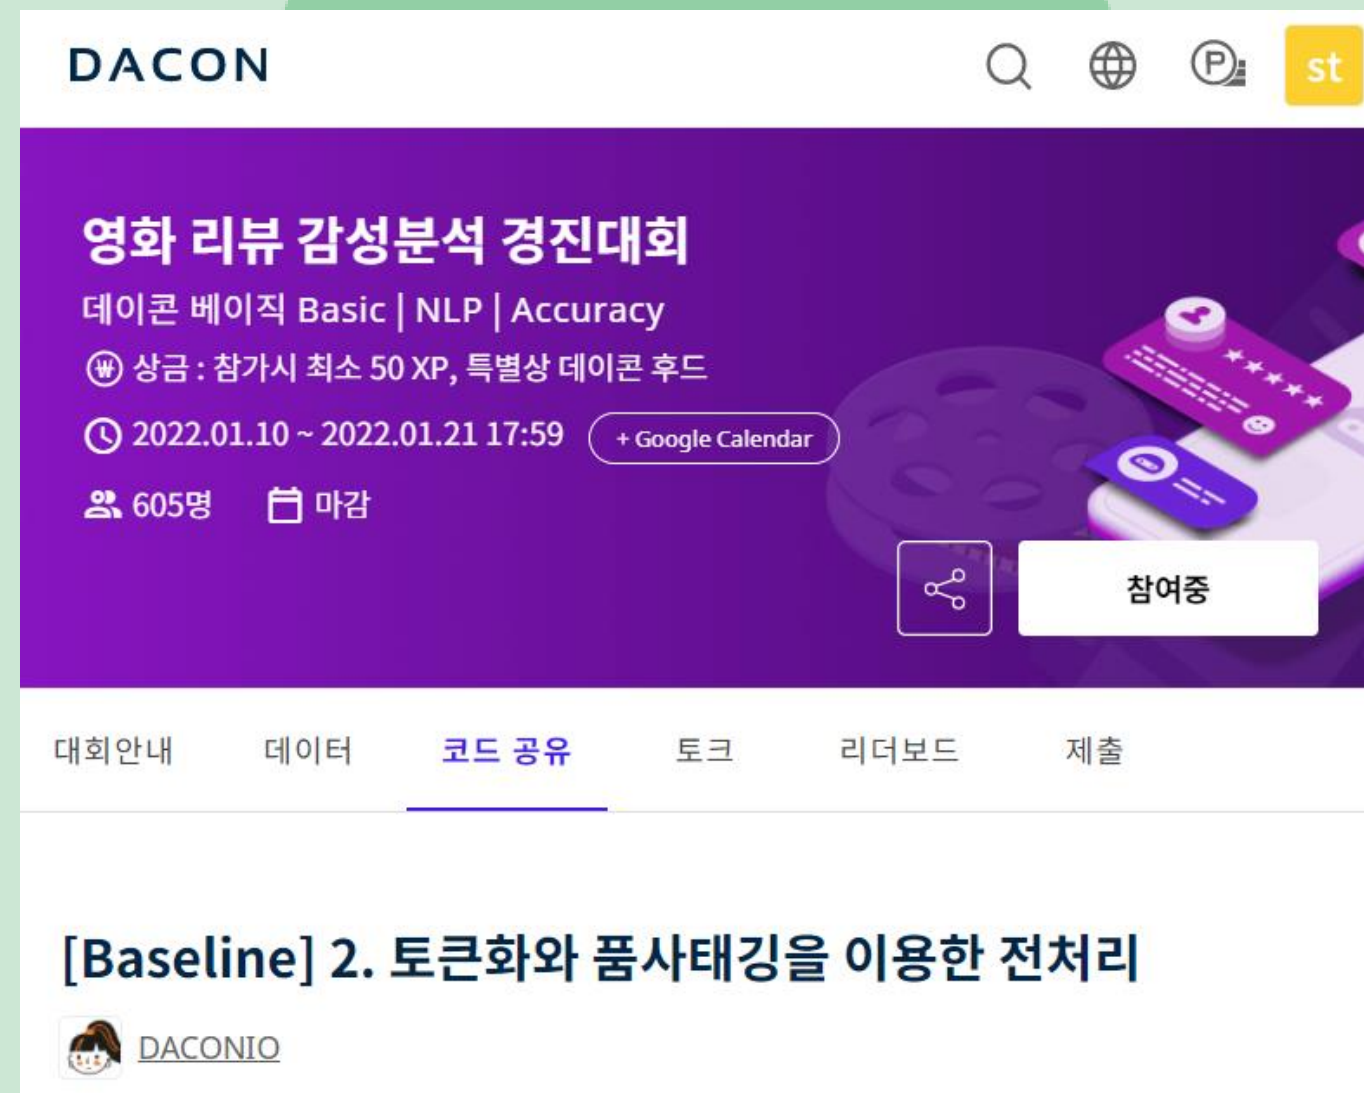 DACON
st
영화 리뷰 감성분석 경진대회
데이콘 베이직 Basic | NLP | Accuracy
₩ 상금 : 참가시 최소 50 XP, 특별상 데이콘 후드
2022.01.10 ~ 2022.01.21 17:59 + Google Calendar
605명 마감
참여중
대회안내 데이터 코드 공유 토크 리더보드 제출
[Baseline] 2. 토큰화와 품사태깅을 이용한 전처리
DACONIO